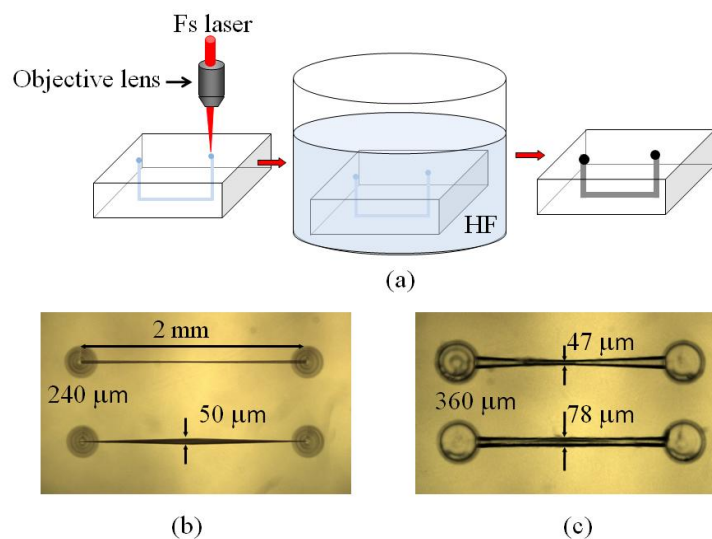 Fs laser
Objective lens
HF
(a)
2 mm
240 μm
50 μm
47 μm
360 μm
78 μm
(b)
(c)